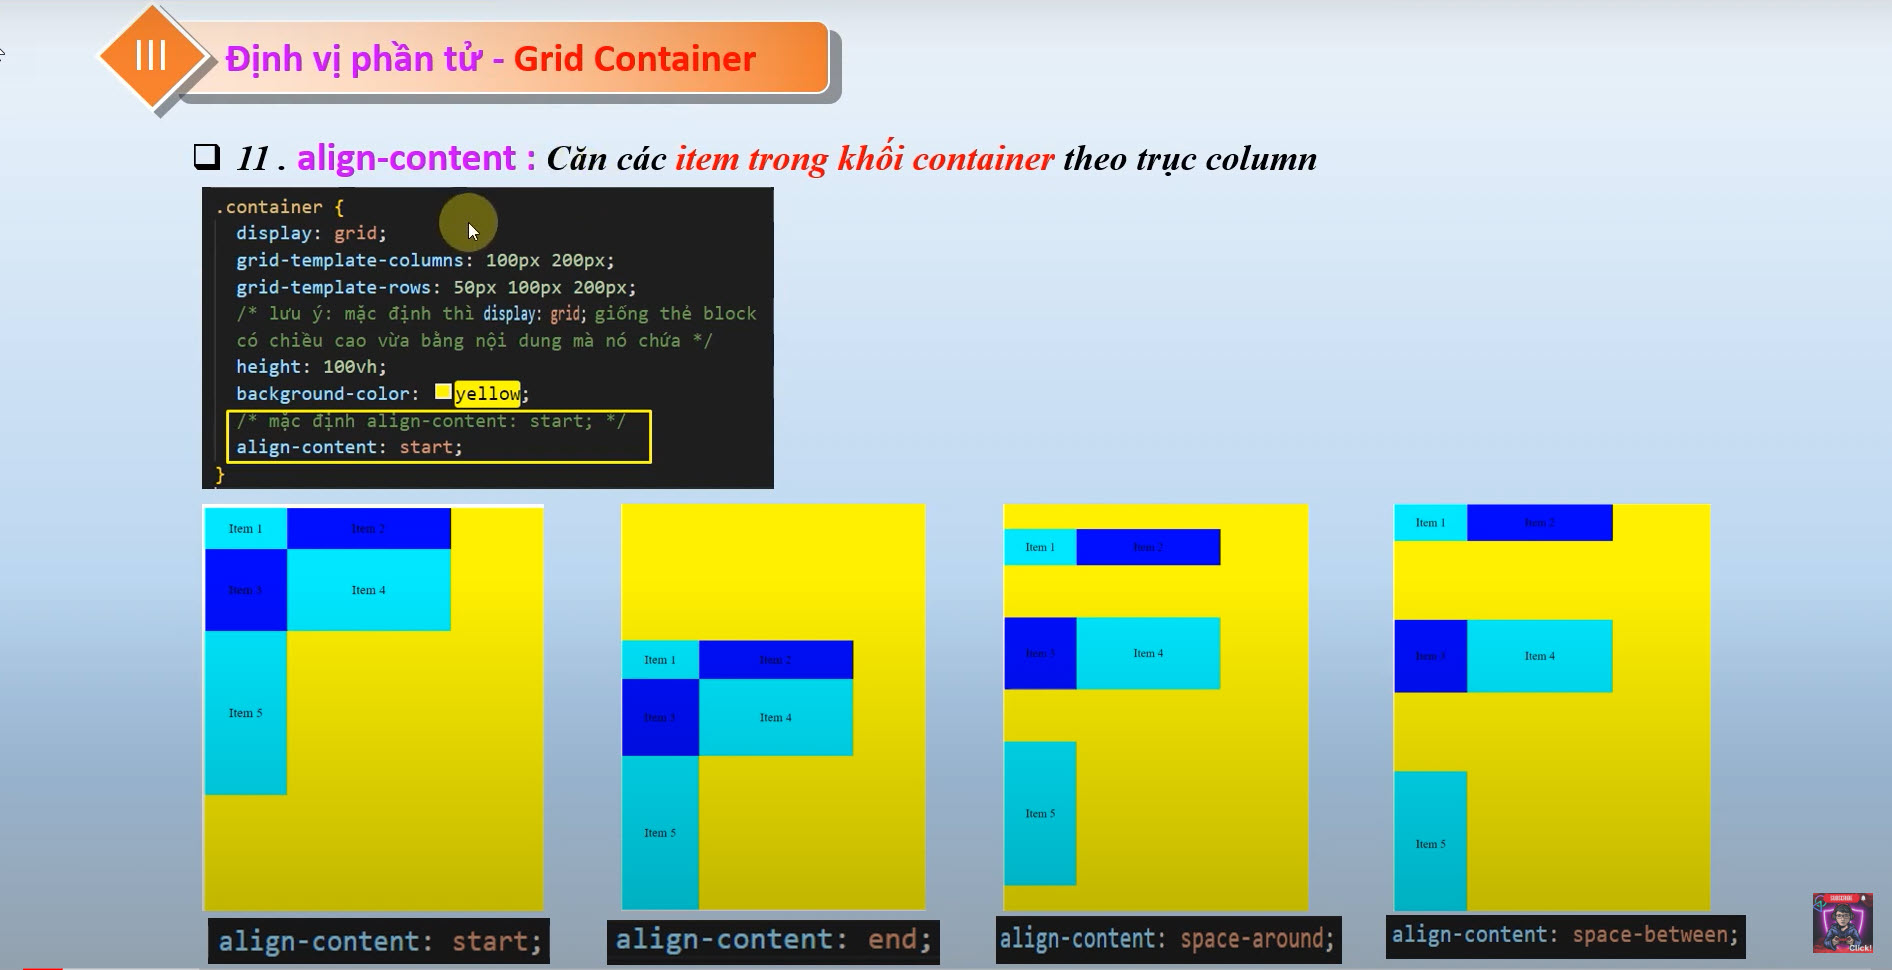 III
Định vị phần tử - Grid Container
11 . align-content : Căn các item trong khối container theo trục column
.container {
display: grid;
grid-template-columns: 100px 200px;
grid-template-rows: 50px 100px 200px;
/* lưu ý: mặc định thì display: grid; giống thẻ block
có chiều cao vừa bằng nội dung mà nó chứa */
height: 100vh;
background-color: yellow;
/* mặc định align-content: start; */
align-content: start;
}
Item 1 Item 2
Item 3 Item 4
Item 5
align-content: start;
Item 1 Item 2
Item 3 Item 4
Item 5
align-content: end;
Item 1 Item 2
Item 3 Item 4
Item 5
align-content: space-around;
Item 1 Item 2
Item 3 Item 4
Item 5
align-content: space-between;
SUBSCRIBE
Click!